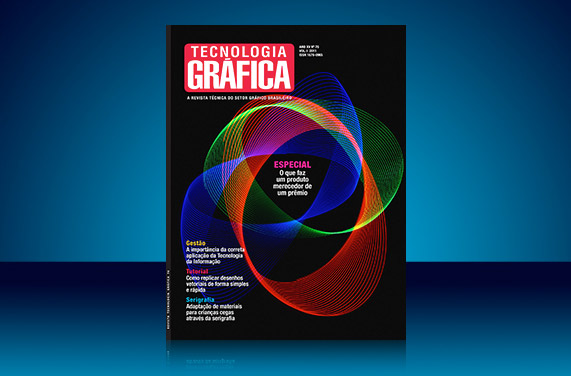 TECNOLOGIA
GRÁFICA
A REVISTA TÉCNICA DO SETOR GRÁFICO BRASILEIRO
ESPECIAL
O que faz
um produto
merecedor de
um prêmio
Gestão
A importância da correta
aplicação da Tecnologia
da Informação
Tutorial
Como replicar desenhos
vetoriais de forma simples
e rápida
Serigrafia
Adaptação de materiais
para crianças cegas
através da serigrafia